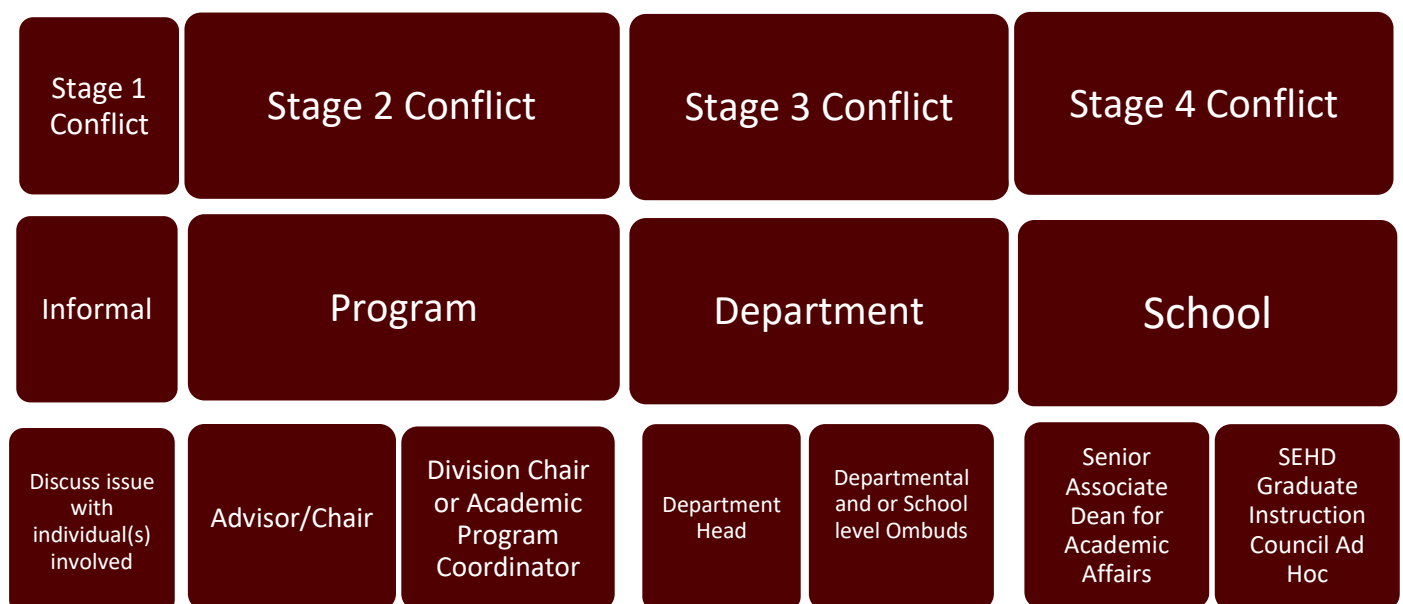 Stage 1
Conflict
Stage 2 Conflict
Stage 3 Conflict
Stage 4 Conflict
Informal
Program
Department
School
Discuss issue
with
individual(s)
involved
Advisor/Chair
Division Chair
or Academic
Program
Coordinator
Department
Head
Departmental
and or School
level Ombuds
Senior
Associate
Dean for
Academic
Affairs
SEHD
Graduate
Instruction
Council Ad
Hoc